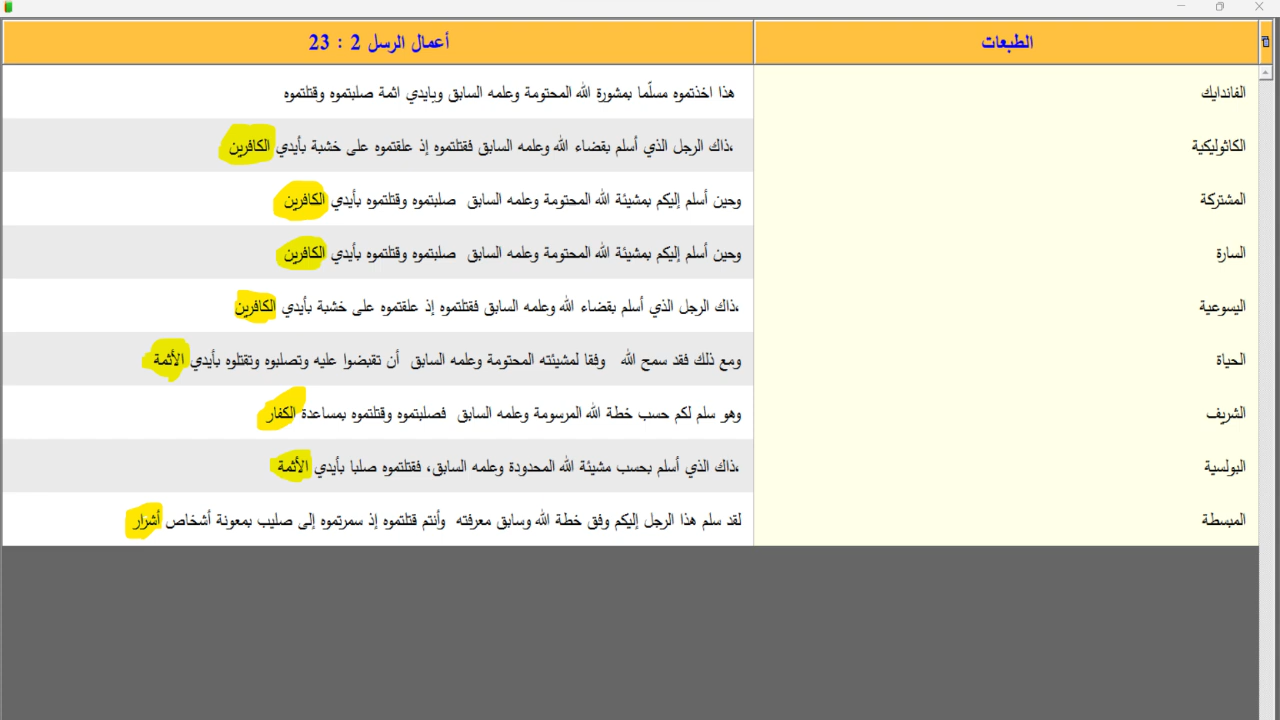 الطبعات أعمال الرسل 2 : 23
الفاندايك هذا اخذتموه مسلّما بمشورة الله المحتومة وعلمه السابق وبايدي اثمة صلبتموه وقتلتموه
الكاثوليكية ،ذاك الرجل الذي أسلم بقضاء الله وعلمه السابق فقتلتموه إذ علقتموه على خشبة بأيدي الكافرين
المشتركة وحين أسلم إليكم بمشيئة الله المحتومة وعلمه السابق صلبتموه وقتلتموه بأيدي الكافرين
السارة وحين أسلم إليكم بمشيئة الله المحتومة وعلمه السابق صلبتموه وقتلتموه بأيدي الكافرين
اليسوعية ،ذاك الرجل الذي أسلم بقضاء الله وعلمه السابق فقتلتموه إذ علقتموه على خشبة بأيدي الكافرين
الحياة ومع ذلك فقد سمح الله وفقا لمشيئته المحتومة وعلمه السابق أن تقبضوا عليه وتصلبوه وتقتلوه بأيدي الأثمة
الشريف وهو سلم لكم حسب خطة الله المرسومة وعلمه السابق فصلبتموه وقتلتموه بمساعدة الكفار
البولسية ،ذاك الذي أسلم بحسب مشيئة الله المحدودة وعلمه السابق، فقتلتموه صلبا بأيدي الأثمة
المبسطة لقد سلم هذا الرجل إليكم وفق خطة الله وسابق معرفته وأنتم قتلتموه إذ سمرتموه إلى صليب بمعونة أشخاص أشرار